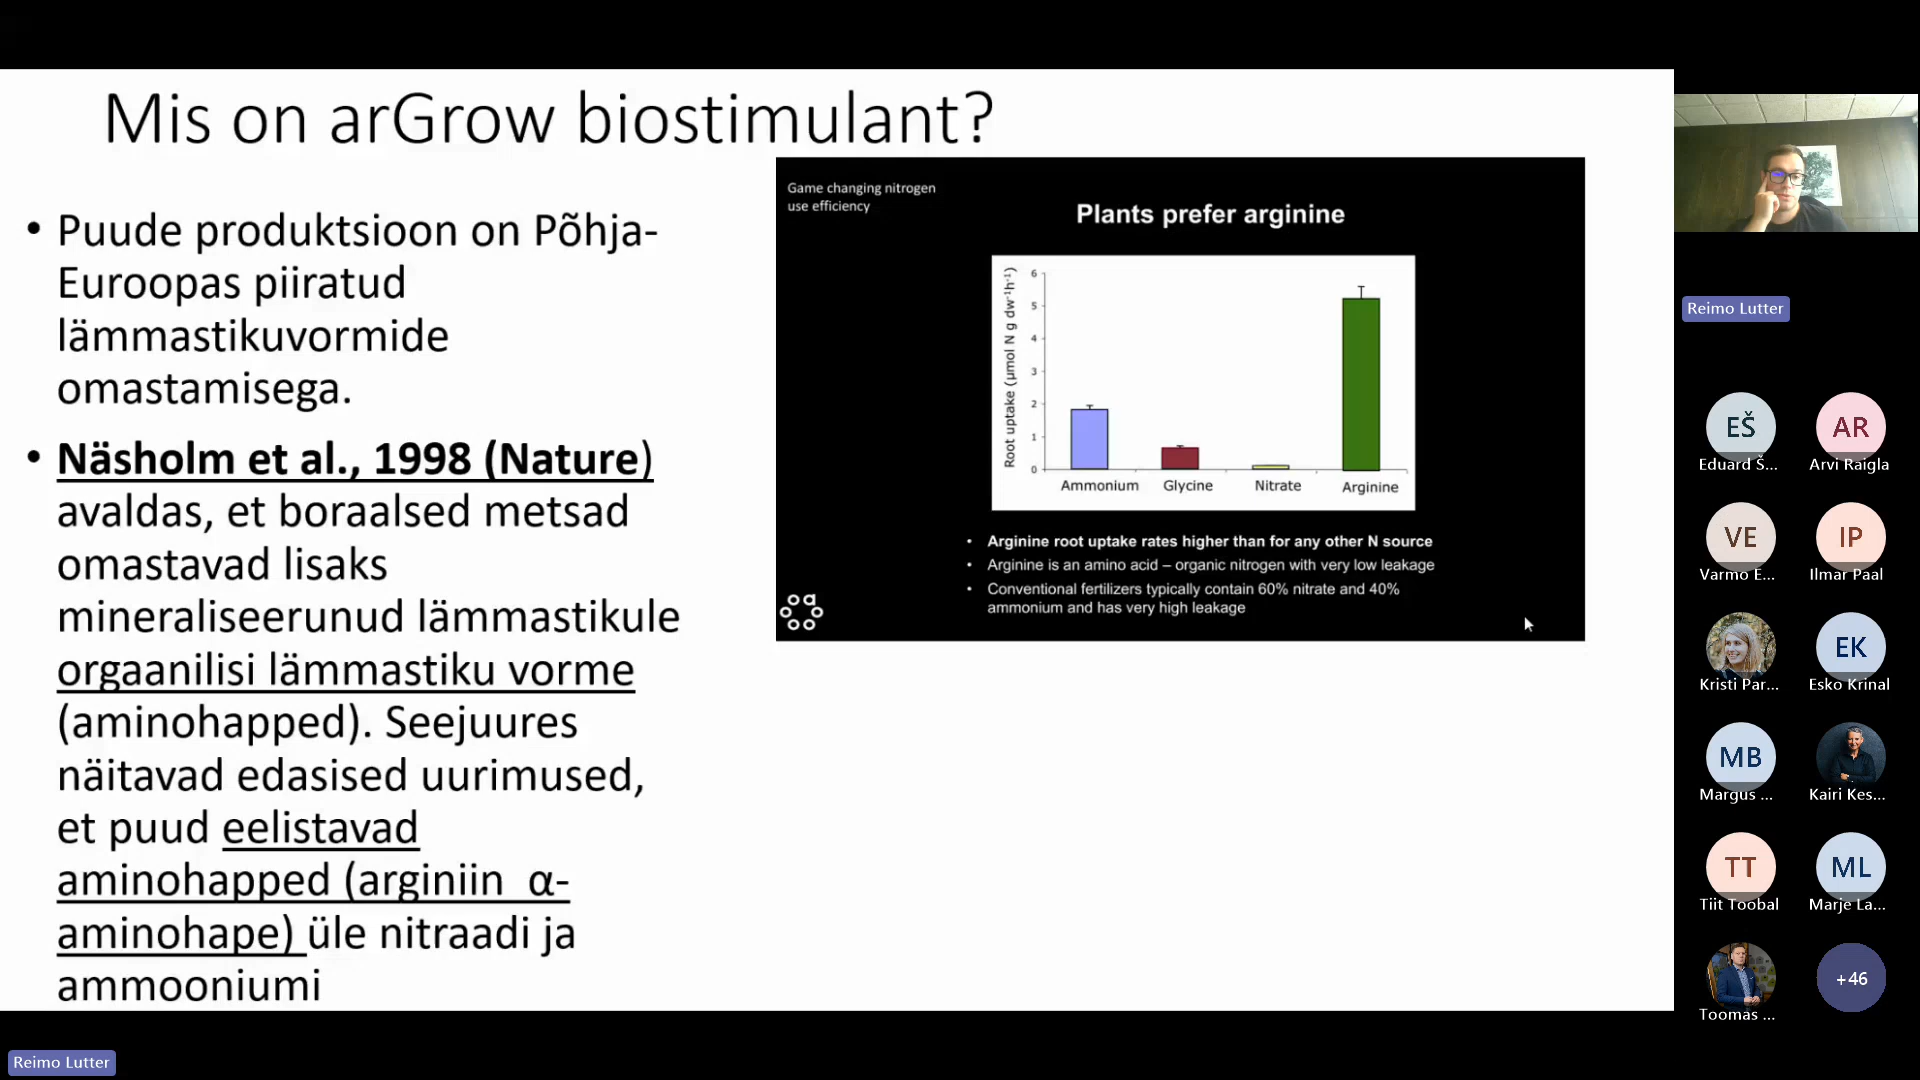 Mis on arGrow biostimulant?
• Puude produktsioon on Põhja-
Euroopas piiratud
lämmastikuvormide
omastamisega.
• Näsholm et al., 1998 (Nature)
avaldas, et boraalsed metsad
omastavad lisaks
mineraliseerunud lämmastikule
orgaanilisi lämmastiku vorme
(aminohapped). Seejuures
näitavad edasised uurimused,
et puud eelistavad
aminohapped (arginiin α-
aminohape) üle nitraadi ja
ammooniumi
Game changing nitrogen
use efficiency
Plants prefer arginine
Root uptake (µmol N g dw⁻¹h⁻¹)
6
5
4
3
2
1
0
Ammonium Glycine Nitrate Arginine
• Arginine root uptake rates higher than for any other N source
• Arginine is an amino acid – organic nitrogen with very low leakage
• Conventional fertilizers typically contain 60% nitrate and 40%
ammonium and has very high leakage
Reimo Lutter
EŠ AR
Eduard Š... Arvi Raigla
VE IP
Varmo E... Ilmar Paal
EK
Kristi Par... Esko Krinal
MB
Margus ... Kairi Kes...
TT ML
Tiit Toobal Marje La...
+46
Toomas ...
Reimo Lutter